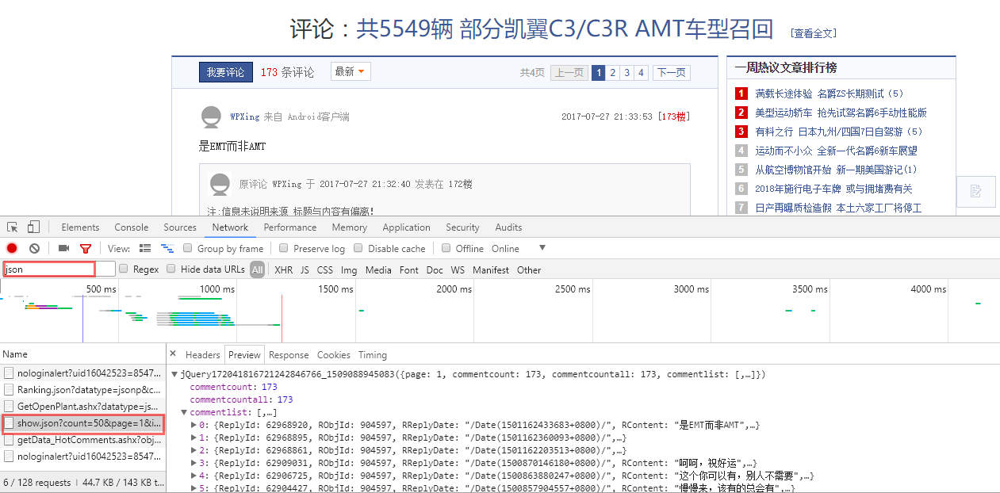 评论：共5549辆 部分凯翼C3/C3R AMT车型召回 [查看全文]
我要评论 173 条评论 最新 共4页 上一页 1 2 3 4 下一页
WPXing 来自 Android客户端 2017-07-27 21:33:53 [173楼]
是EMT而非AMT
原评论 WPXing 于 2017-07-27 21:32:40 发表在 172楼
注:信息未说明来源 标题与内容有偏离!
一周热议文章排行榜
1 满载长途体验 名爵ZS长期测试（5）
2 美型运动轿车 抢先试驾名爵6手动性能版
3 有料之行 日本九州/四国7日自驾游（5）
4 运动而不小众 全新一代名爵6新车展望
5 从航空博物馆开始 新一期美国游记(1)
6 2018年施行电子车牌 或与拥堵费有关
7 日产再曝质检造假 本土六家工厂将停工
Elements Console Sources Network Performance Memory Application Security Audits
View: Group by frame Preserve log Disable cache Offline Online
json Regex Hide data URLs All XHR JS CSS Img Media Font Doc WS Manifest Other
500 ms 1000 ms 1500 ms 2000 ms 2500 ms 3000 ms 3500 ms 4000 ms
Name
nologinalert?uid16042523=8547...
Ranking.json?datatype=jsonp&c...
GetOpenPlant.ashx?datatype=js...
show.json?count=50&page=1&i...
getData_HotComments.ashx?obj...
nologinalert?uid16042523=8547...
6 / 128 requests | 44.7 KB / 143 KB t...
× Headers Preview Response Cookies Timing
jQuery172041816721242846766_1509088945083({page: 1, commentcount: 173, commentcountall: 173, commentlist: [,…]})
commentcount: 173
commentcountall: 173
commentlist: [,…]
0: {ReplyId: 62968920, RObjId: 904597, RReplyDate: "/Date(1501162433683+0800)/", RContent: "是EMT而非AMT",…}
1: {ReplyId: 62968895, RObjId: 904597, RReplyDate: "/Date(1501162360093+0800)/",…}
2: {ReplyId: 62968861, RObjId: 904597, RReplyDate: "/Date(1501162203513+0800)/",…}
3: {ReplyId: 62909031, RObjId: 904597, RReplyDate: "/Date(1500870146180+0800)/", RContent: "呵呵，祝好运",…}
4: {ReplyId: 62906725, RObjId: 904597, RReplyDate: "/Date(1500863880247+0800)/", RContent: "这个你可以有，别人不需要",…}
5: {ReplyId: 62904427, RObjId: 904597, RReplyDate: "/Date(1500857904557+0800)/", RContent: "慢慢来，该有的总会有",…}